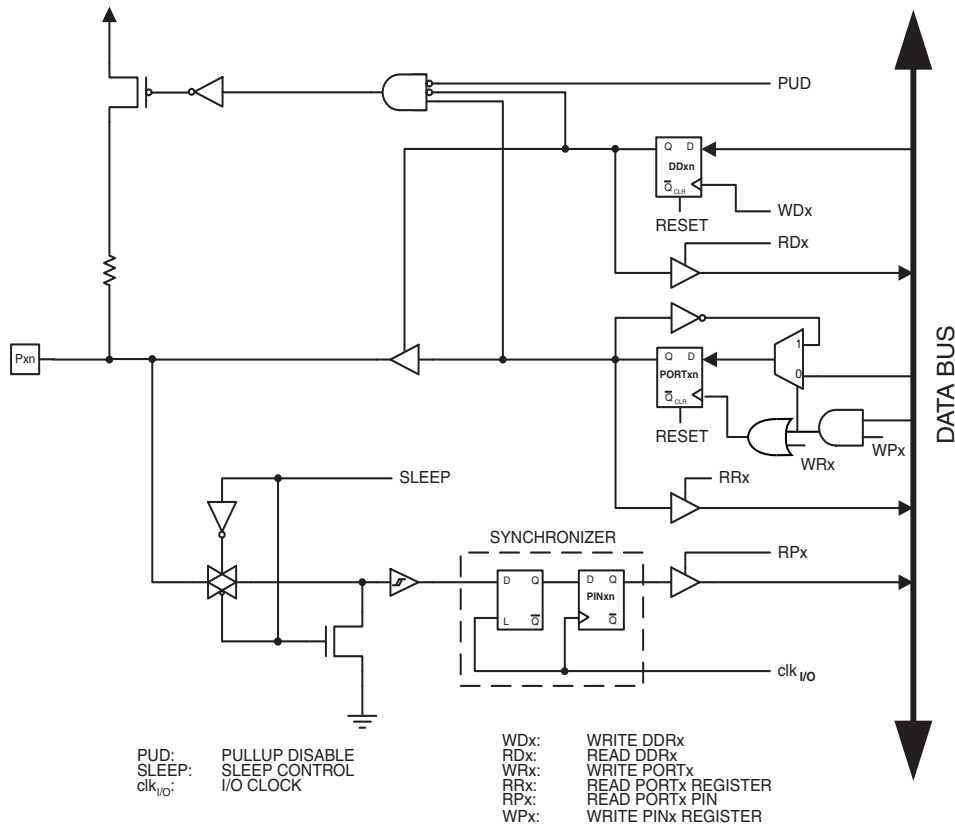 PUD
Q D
DDxn
Q CLR
WDx
RESET
RDx
1
Pxn
Q D
PORTxn
0
Q CLR
DATA BUS
RESET
WRx
WPx
SLEEP
RRx
SYNCHRONIZER
RPx
D Q
D Q
PINxn
L Q
Q
clk I/O
PUD: PULLUP DISABLE
SLEEP: SLEEP CONTROL
clkI/O: I/O CLOCK
WDx: WRITE DDRx
RDx: READ DDRx
WRx: WRITE PORTx
RRx: READ PORTx REGISTER
RPx: READ PORTx PIN
WPx: WRITE PINx REGISTER